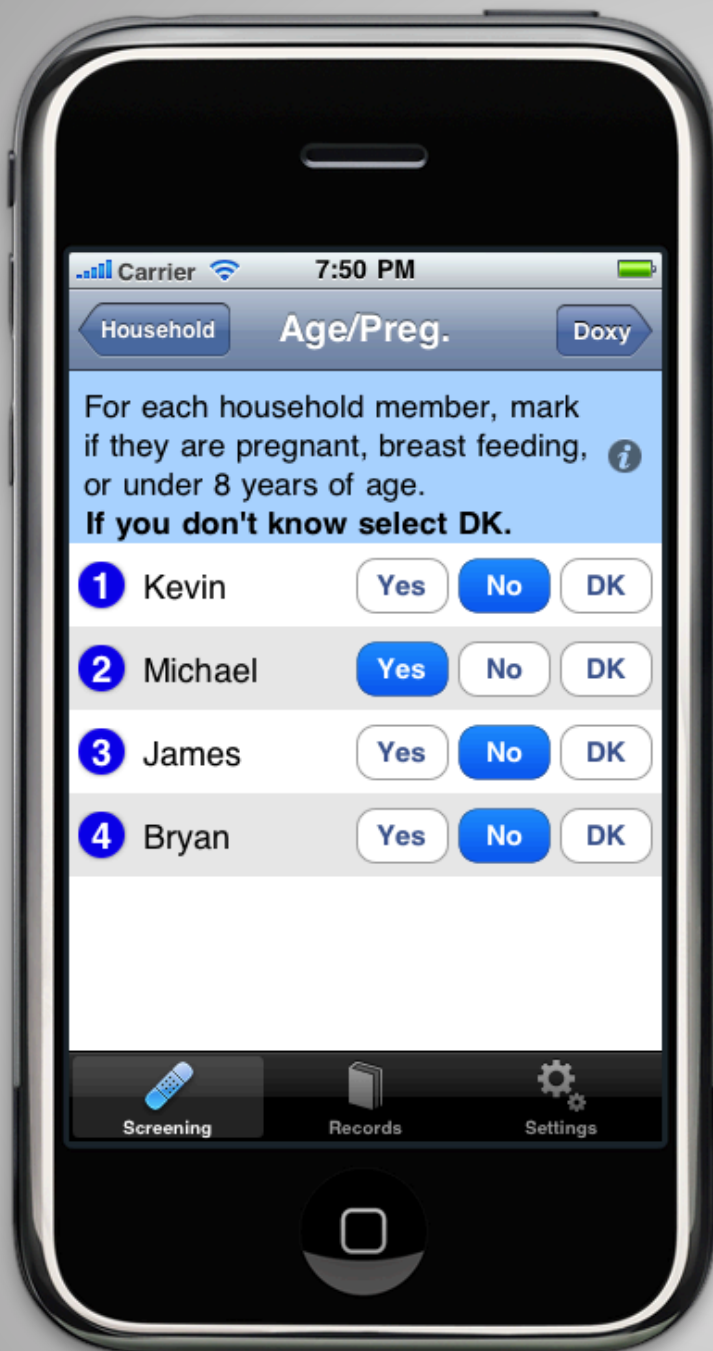 Carrier 7:50 PM
Household Age/Preg. Doxy
For each household member, mark
if they are pregnant, breast feeding,
or under 8 years of age.
If you don't know select DK.
1 Kevin Yes No DK
2 Michael Yes No DK
3 James Yes No DK
4 Bryan Yes No DK
Screening Records Settings